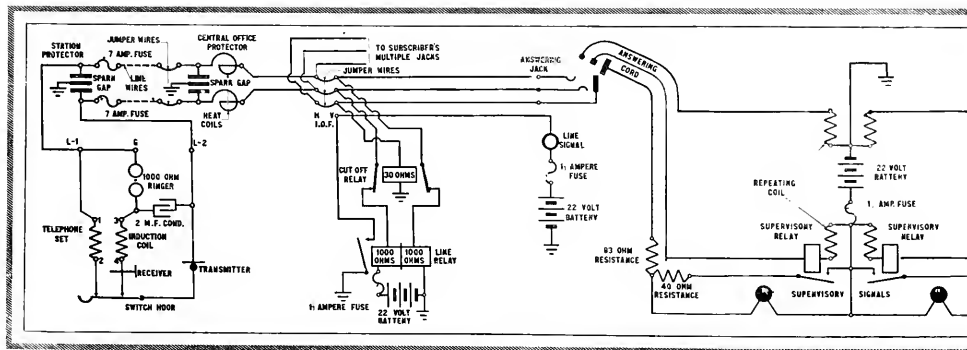 STATION
PROTECTOR
JUMPER WIRES
7 AMP. FUSE
CENTRAL OFFICE
PROTECTOR
SPARK
GAP
LINE
WIRES
SPARK GAP
7 AMP. FUSE
HEAT
COILS
TO SUBSCRIBER'S
MULTIPLE JACKS
JUMPER WIRES
H V
I.D.F.
ANSWERING
JACK
ANSWERING
CORD
L-1
G
L-2
1000 OHM
RINGER
2 M.F. COND.
TELEPHONE
SET
1
2
3
4
INDUCTION
COIL
RECEIVER
TRANSMITTER
SWITCH HOOK
CUT OFF
RELAY
30 OHMS
1000
OHMS
1000
OHMS
LINE
RELAY
AMPERE FUSE
22 VOLT
BATTERY
LINE
SIGNAL
AMPERE
FUSE
22 VOLT
BATTERY
22 VOLT
BATTERY
REPEATING
COIL
AMP. FUSE
SUPERVISORY
RELAY
SUPERVISORY
RELAY
83 OHM
RESISTANCE
40 OHM
RESISTANCE
SUPERVISORY SIGNALS